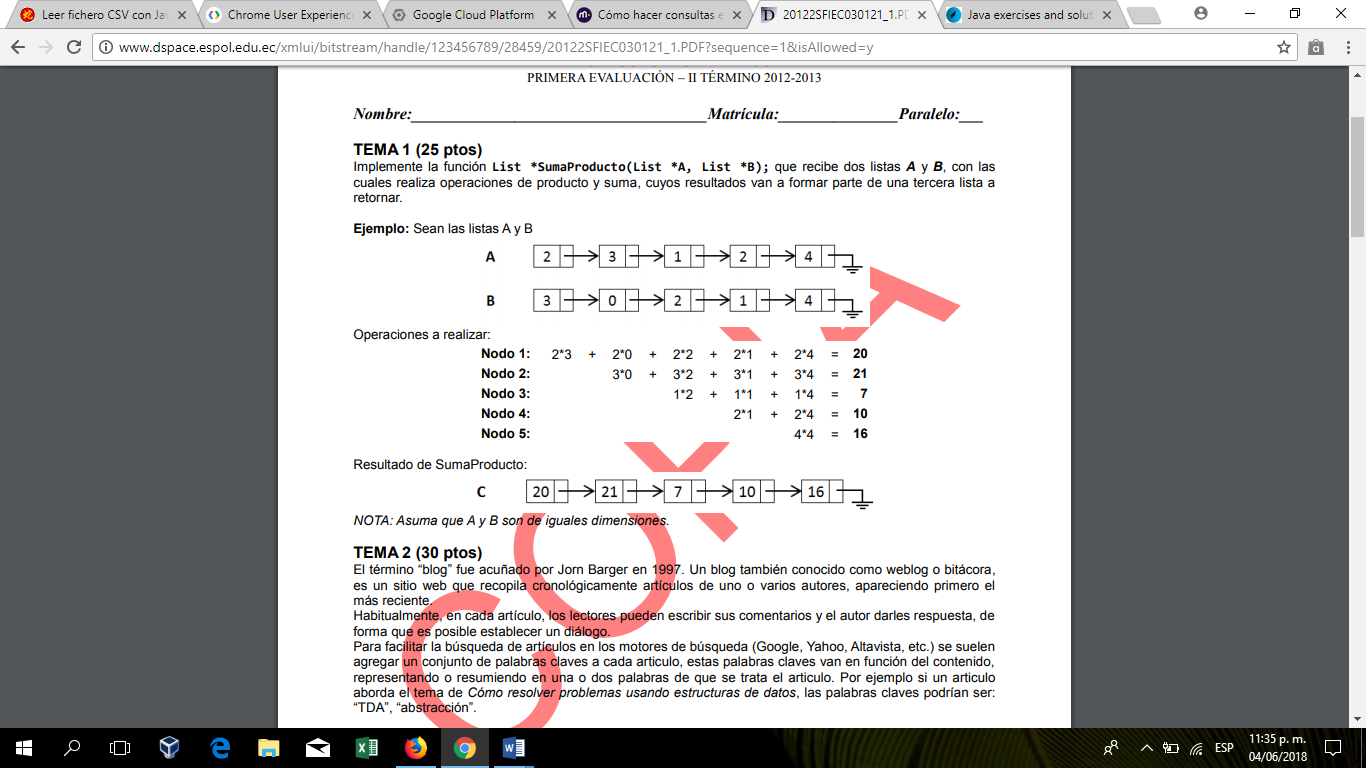 Leer fichero CSV con Jav
Chrome User Experienc
Google Cloud Platform
Cómo hacer consultas e
20122SFIEC030121_1.PD
Java exercises and solut
www.dspace.espol.edu.ec/xmlui/bitstream/handle/123456789/28459/20122SFIEC030121_1.PDF?sequence=1&isAllowed=y
PRIMERA EVALUACIÓN – II TÉRMINO 2012-2013
Nombre:____________________________________Matrícula:_______________Paralelo:___
TEMA 1 (25 ptos)
Implemente la función List *SumaProducto(List *A, List *B); que recibe dos listas A y B, con las
cuales realiza operaciones de producto y suma, cuyos resultados van a formar parte de una tercera lista a
retornar.
Ejemplo: Sean las listas A y B
A 2 3 1 2 4
B 3 0 2 1 4
Operaciones a realizar:
Nodo 1: 2*3 + 2*0 + 2*2 + 2*1 + 2*4 = 20
Nodo 2: 3*0 + 3*2 + 3*1 + 3*4 = 21
Nodo 3: 1*2 + 1*1 + 1*4 = 7
Nodo 4: 2*1 + 2*4 = 10
Nodo 5: 4*4 = 16
Resultado de SumaProducto:
C 20 21 7 10 16
NOTA: Asuma que A y B son de iguales dimensiones.
TEMA 2 (30 ptos)
El término “blog” fue acuñado por Jorn Barger en 1997. Un blog también conocido como weblog o bitácora,
es un sitio web que recopila cronológicamente artículos de uno o varios autores, apareciendo primero el
más reciente.
Habitualmente, en cada artículo, los lectores pueden escribir sus comentarios y el autor darles respuesta, de
forma que es posible establecer un diálogo.
Para facilitar la búsqueda de artículos en los motores de búsqueda (Google, Yahoo, Altavista, etc.) se suelen
agregar un conjunto de palabras claves a cada articulo, estas palabras claves van en función del contenido,
representando o resumiendo en una o dos palabras de que se trata el articulo. Por ejemplo si un articulo
aborda el tema de Cómo resolver problemas usando estructuras de datos, las palabras claves podrían ser:
“TDA”, “abstracción”.
ESP
11:35 p. m.
04/06/2018